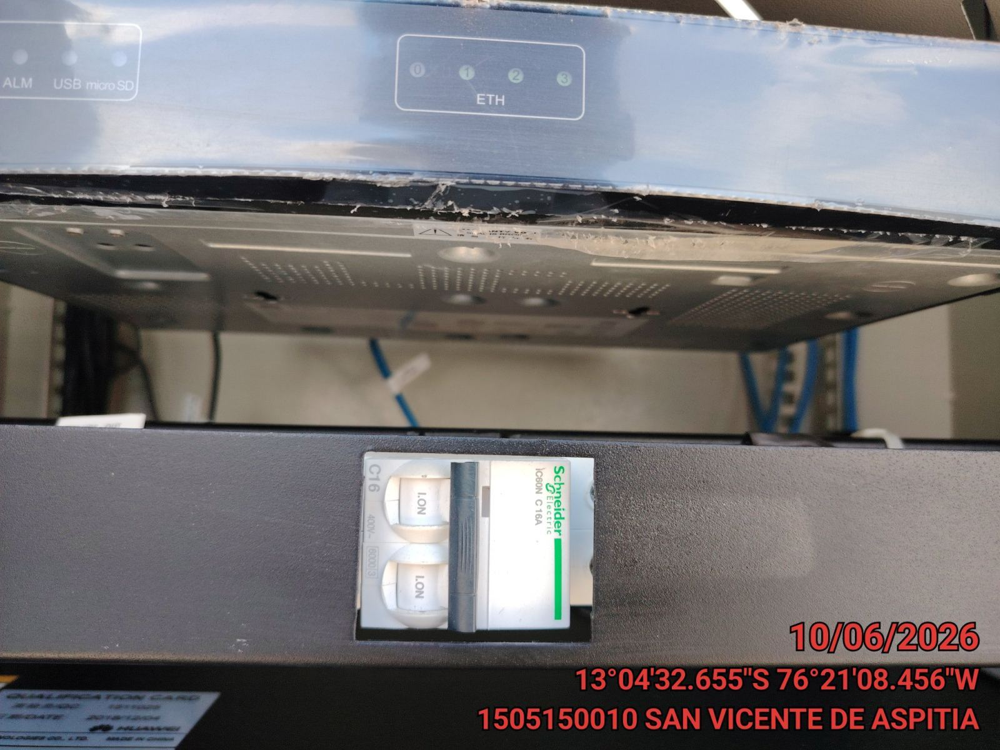 ALM USB micro SD
0 1 2 3
ETH
C16 400V~ 6000 3
I.ON
I.ON
Schneider
Electric
iC60N C 16A
QUALIFICATION CARD
HUAWEI
MADE IN CHINA
10/06/2026
13°04'32.655"S 76°21'08.456"W
1505150010 SAN VICENTE DE ASPITIA